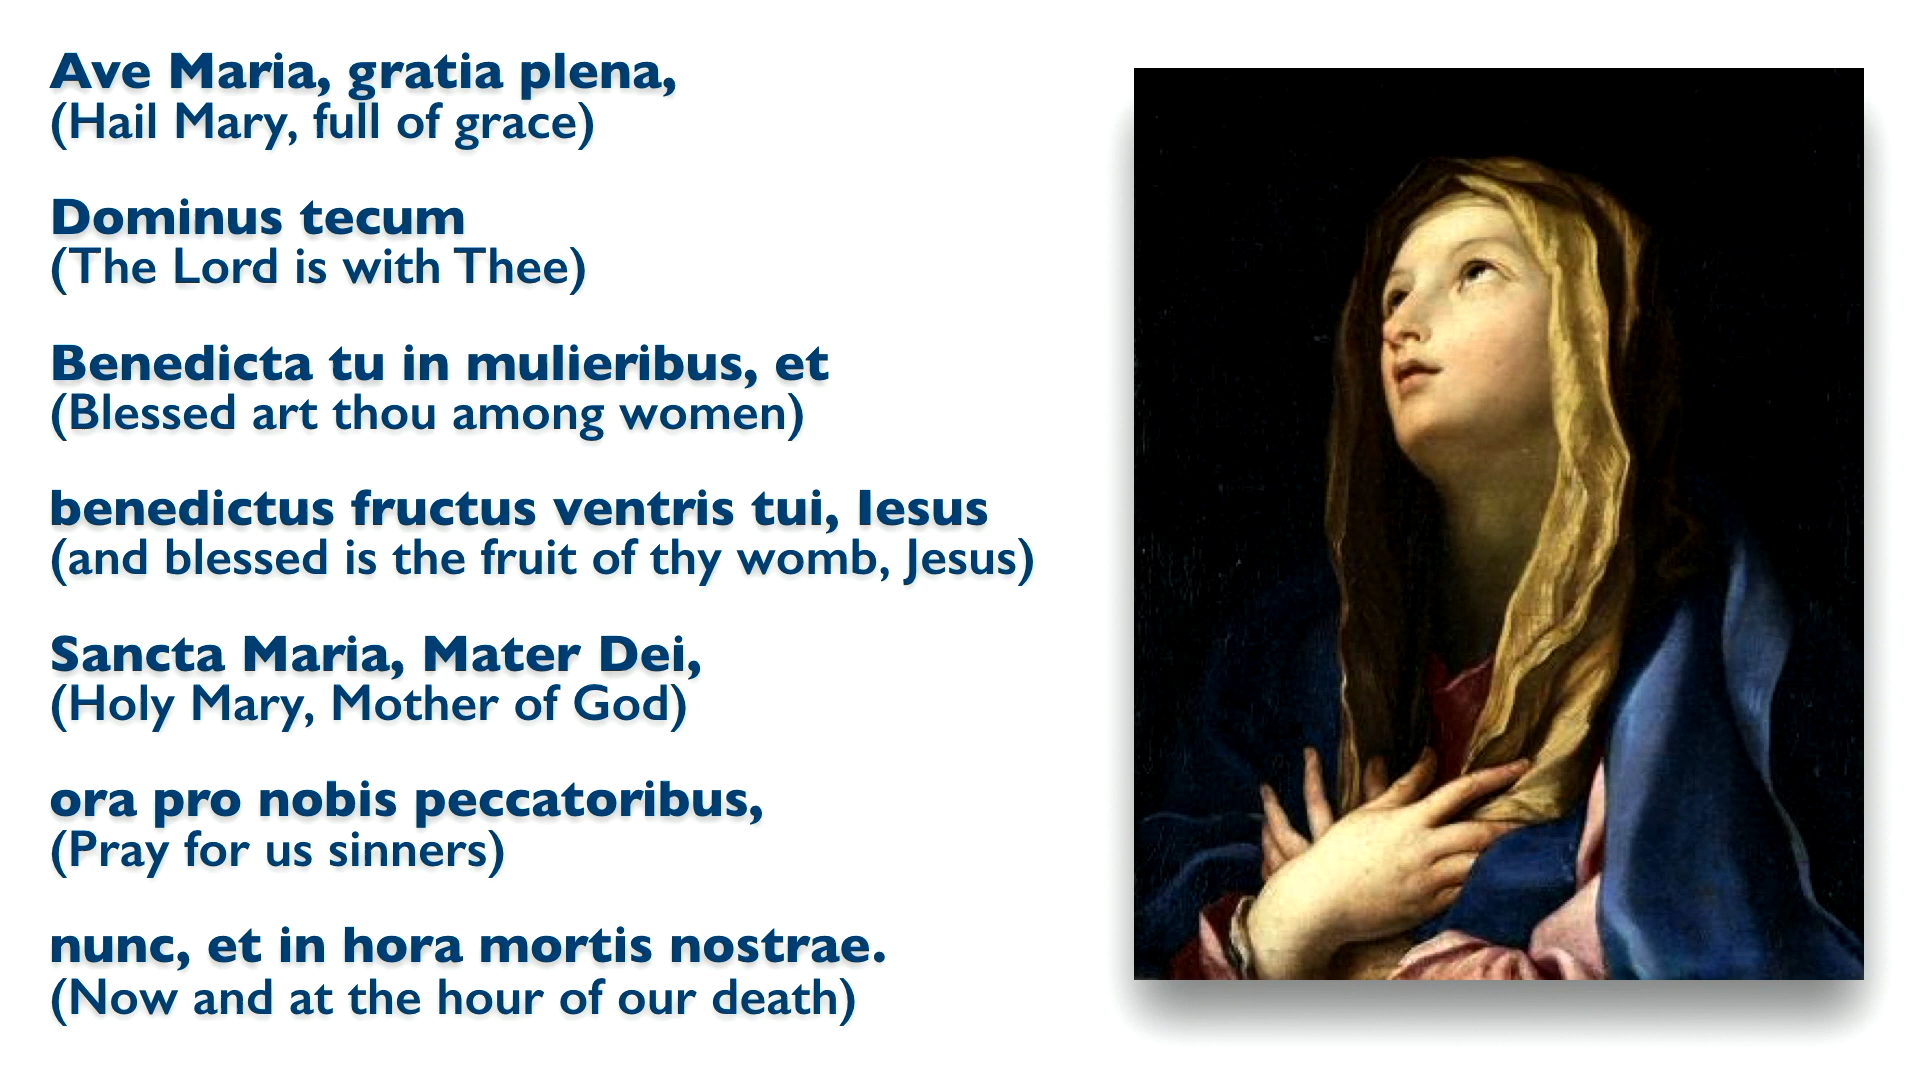 Ave Maria, gratia plena,
(Hail Mary, full of grace)
Dominus tecum
(The Lord is with Thee)
Benedicta tu in mulieribus, et
(Blessed art thou among women)
benedictus fructus ventris tui, Iesus
(and blessed is the fruit of thy womb, Jesus)
Sancta Maria, Mater Dei,
(Holy Mary, Mother of God)
ora pro nobis peccatoribus,
(Pray for us sinners)
nunc, et in hora mortis nostrae.
(Now and at the hour of our death)